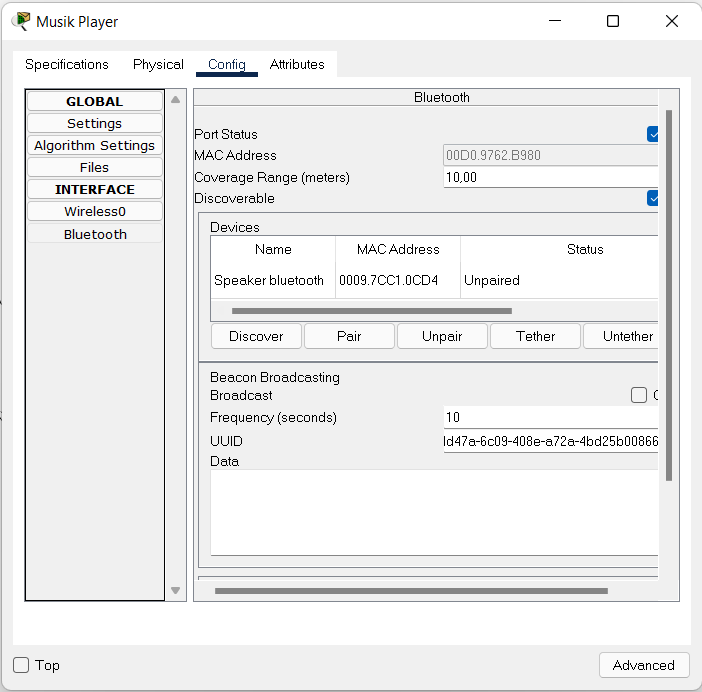 Musik Player
Specifications Physical Config Attributes
GLOBAL
Settings
Algorithm Settings
Files
INTERFACE
Wireless0
Bluetooth
Bluetooth
Port Status
MAC Address 00D0.9762.B980
Coverage Range (meters) 10,00
Discoverable
Devices
Name MAC Address Status
Speaker bluetooth 0009.7CC1.0CD4 Unpaired
Discover Pair Unpair Tether Untether
Beacon Broadcasting
Broadcast
Frequency (seconds) 10
UUID ld47a-6c09-408e-a72a-4bd25b00866
Data
Top Advanced